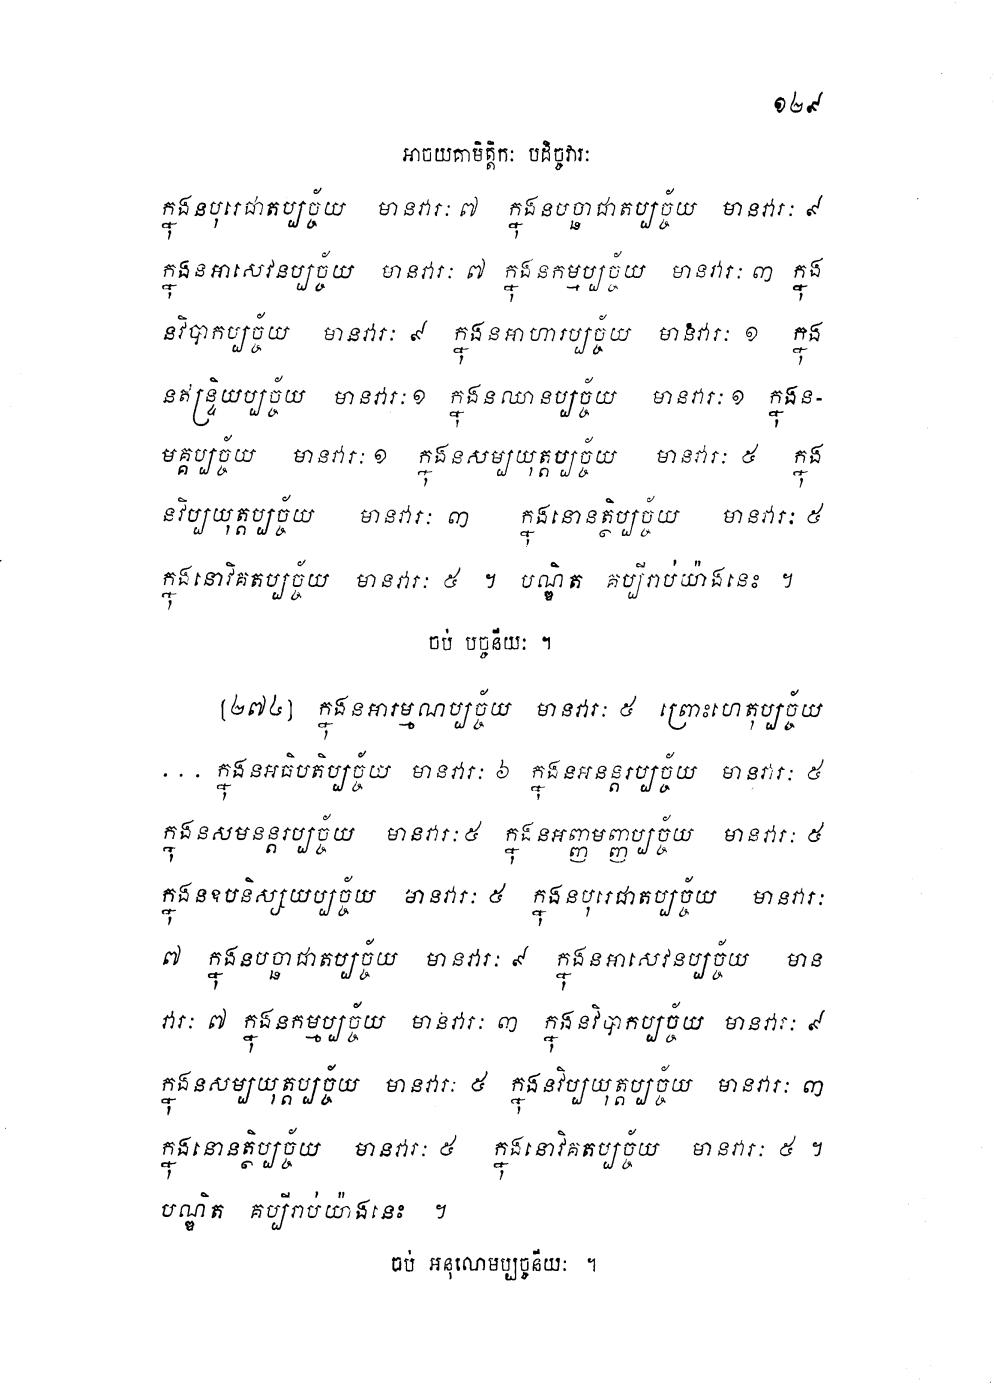 ១២៩
អាចយគាមិត្តិកៈ បដិច្ចវារៈ
ក្នុងនបុរេជាតប្បច្ច័យ មានវារៈ ៧ ក្នុងនបច្ឆាជាតប្បច្ច័យ មានវារៈ ៩
ក្នុងនអាសេវនប្បច្ច័យ មានវារៈ ៧ ក្នុងនកម្មប្បច្ច័យ មានវារៈ ៣ ក្នុង
នវិបាកប្បច្ច័យ មានវារៈ ៩ ក្នុងនអាហារប្បច្ច័យ មានវារៈ ១ ក្នុង
នឥន្ទ្រិយប្បច្ច័យ មានវារៈ ១ ក្នុងនឈានប្បច្ច័យ មានវារៈ ១ ក្នុងន-
មគ្គប្បច្ច័យ មានវារៈ ១ ក្នុងនសម្បយុត្តប្បច្ច័យ មានវារៈ ៥ ក្នុង
នវិប្បយុត្តប្បច្ច័យ មានវារៈ ៣ ក្នុងនោនត្ថិប្បច្ច័យ មានវារៈ ៥
ក្នុងនោវិគតប្បច្ច័យ មានវារៈ ៥ ។ បណ្ឌិត គប្បីរាប់យ៉ាងនេះ ។
ចប់ បច្ចនីយៈ ។
(២៧៤) ក្នុងនអារម្មណប្បច្ច័យ មានវារៈ ៥ ព្រោះហេតុប្បច្ច័យ
... ក្នុងនអធិបតិប្បច្ច័យ មានវារៈ ៦ ក្នុងនអនន្តរប្បច្ច័យ មានវារៈ ៥
ក្នុងនសមនន្តរប្បច្ច័យ មានវារៈ ៥ ក្នុងនអញ្ញាមញ្ញាប្បច្ច័យ មានវារៈ ៥
ក្នុងនឧបនិស្សយប្បច្ច័យ មានវារៈ ៥ ក្នុងនបុរេជាតប្បច្ច័យ មានវារៈ
៧ ក្នុងនបច្ឆាជាតប្បច្ច័យ មានវារៈ ៩ ក្នុងនអាសេវនប្បច្ច័យ មាន
វារៈ ៧ ក្នុងនកម្មប្បច្ច័យ មានវារៈ ៣ ក្នុងនវិបាកប្បច្ច័យ មានវារៈ ៩
ក្នុងនសម្បយុត្តប្បច្ច័យ មានវារៈ ៥ ក្នុងនវិប្បយុត្តប្បច្ច័យ មានវារៈ ៣
ក្នុងនោនត្ថិប្បច្ច័យ មានវារៈ ៥ ក្នុងនោវិគតប្បច្ច័យ មានវារៈ ៥ ។
បណ្ឌិត គប្បីរាប់យ៉ាងនេះ ។
ចប់ អនុលោមប្បច្ចនីយៈ ។